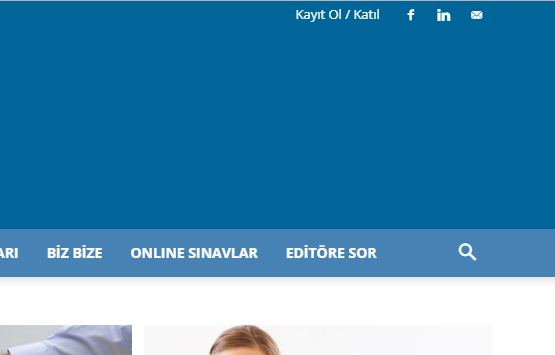 Kayıt Ol / Katıl
BİZ BİZE ONLINE SINAVLAR EDİTÖRE SOR